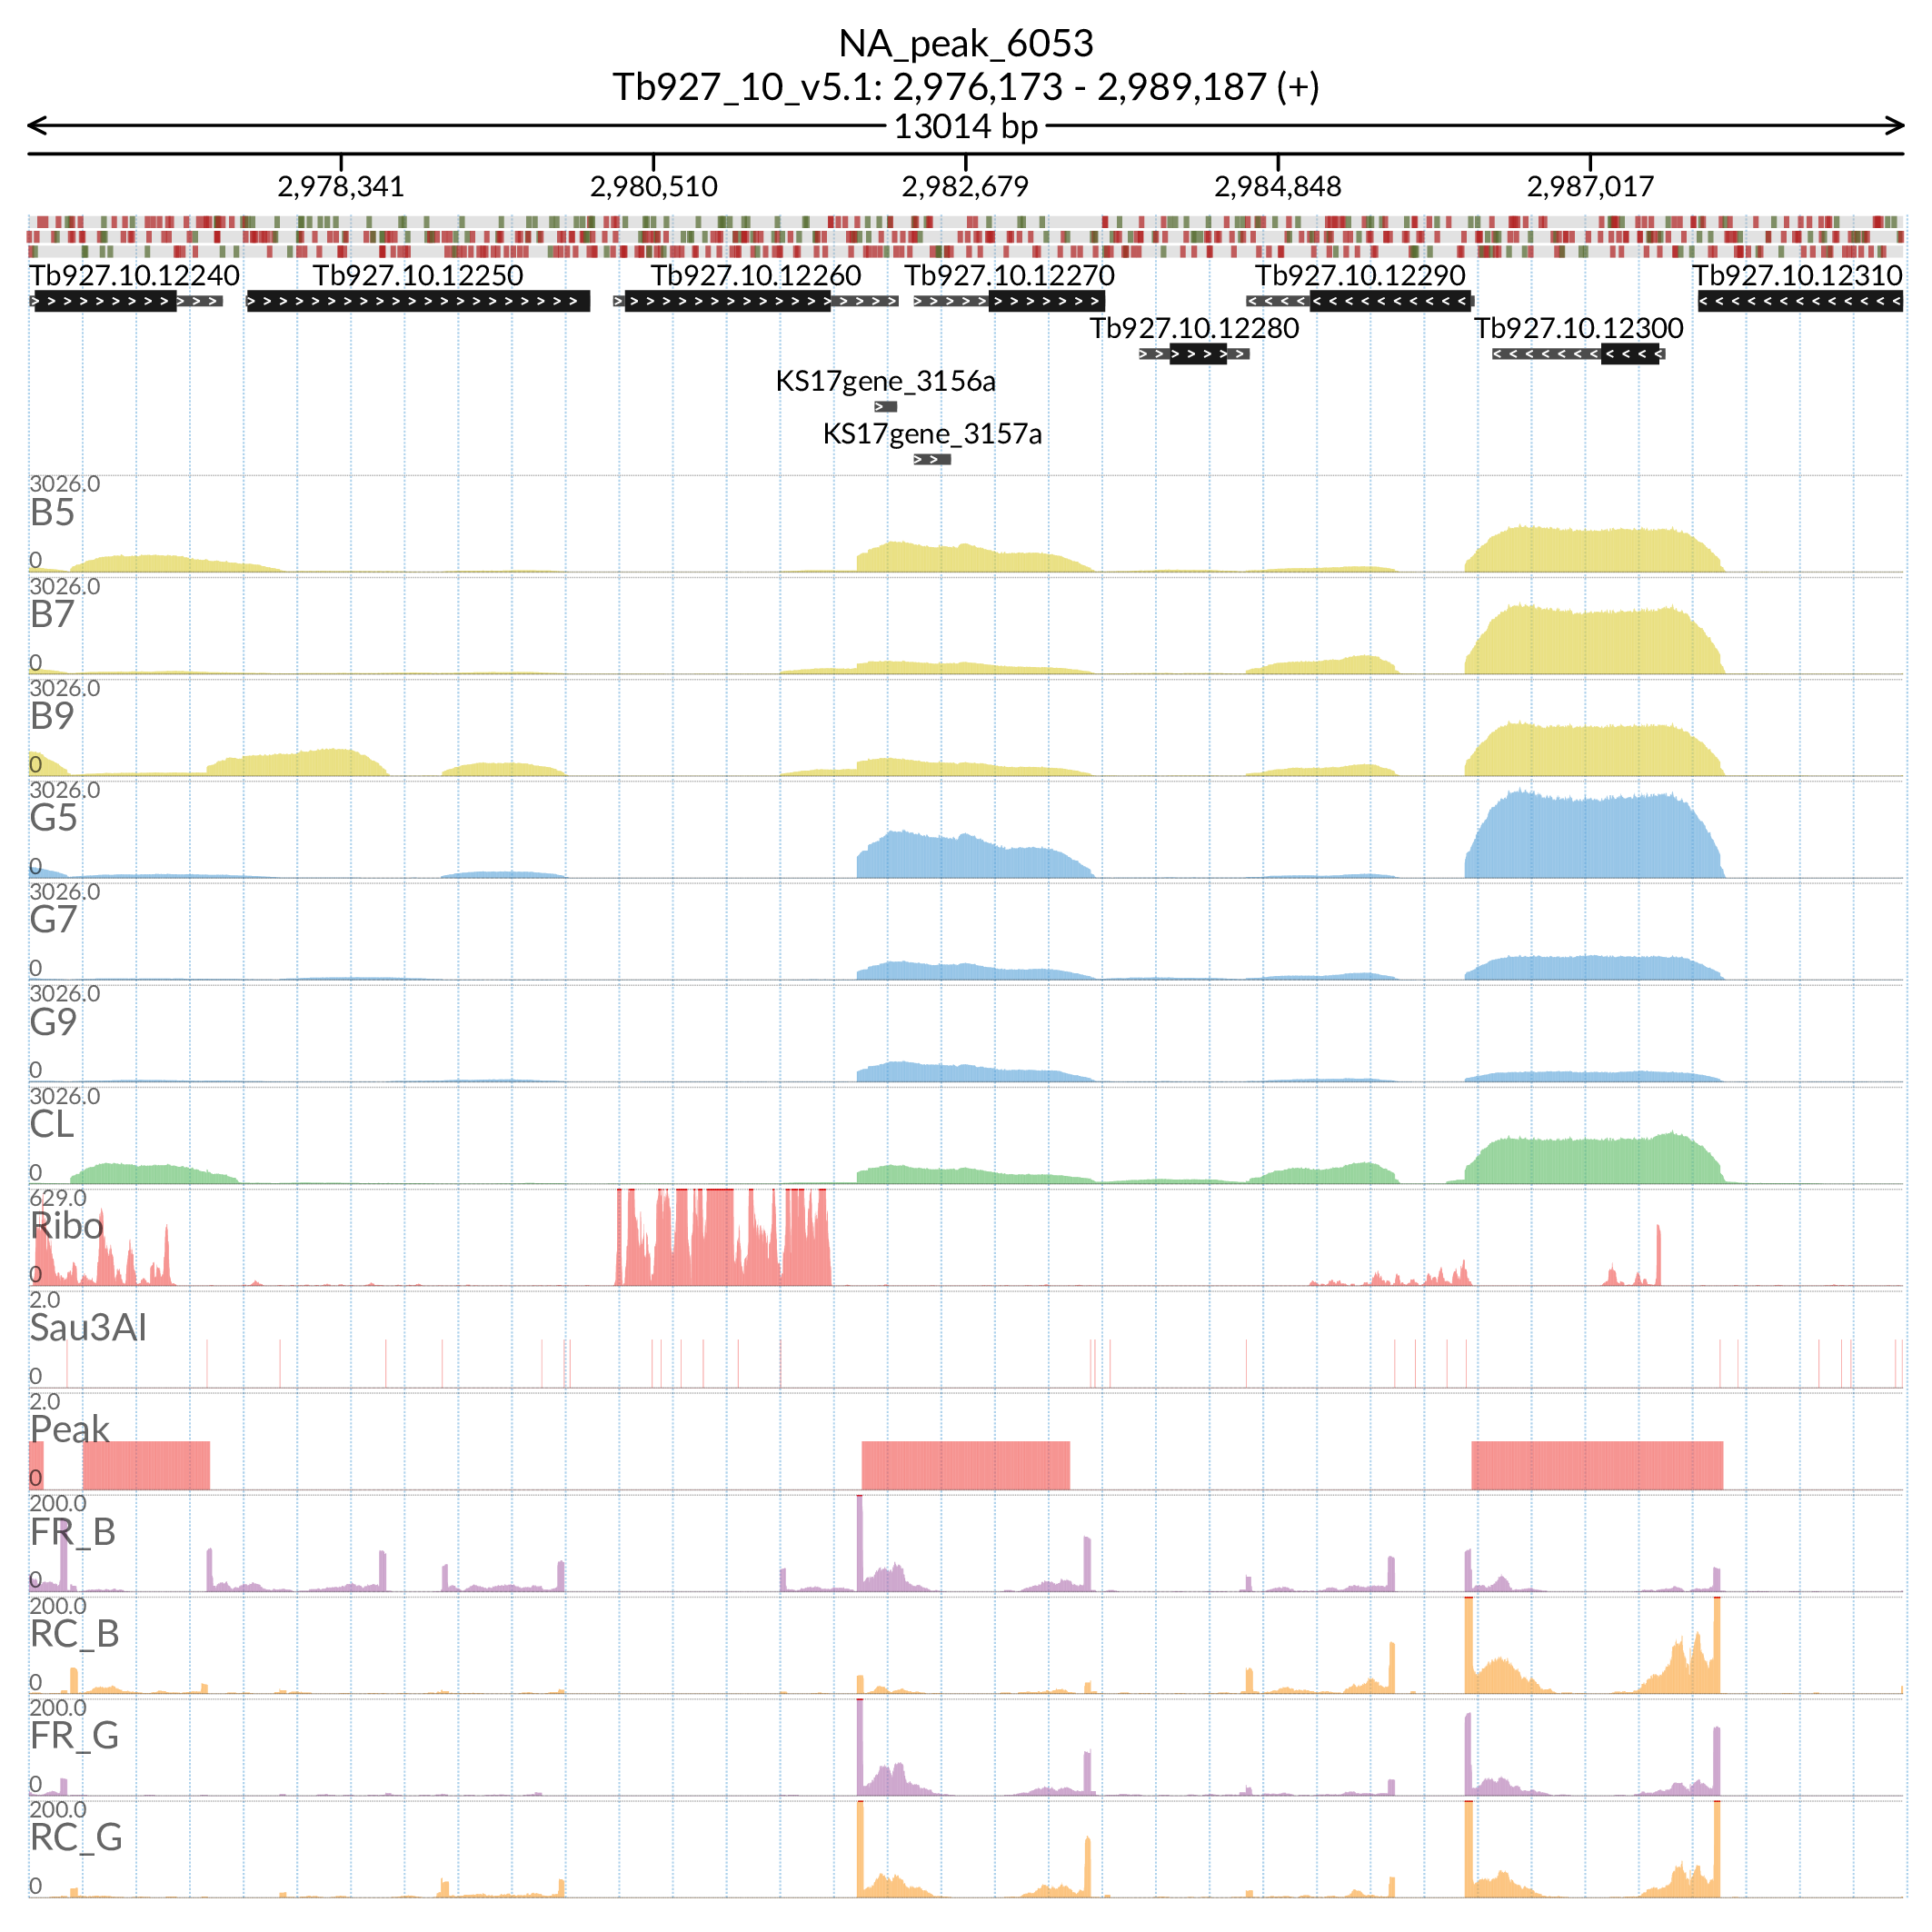 NA_peak_6053
Tb927_10_v5.1: 2,976,173 - 2,989,187 (+)
13014 bp
2,978,341 2,980,510 2,982,679 2,984,848 2,987,017
Tb927.10.12240 Tb927.10.12250 Tb927.10.12260 Tb927.10.12270 Tb927.10.12290 Tb927.10.12310
Tb927.10.12280 Tb927.10.12300
KS17gene_3156a
KS17gene_3157a
3026.0
B5
0
3026.0
B7
0
3026.0
B9
0
3026.0
G5
0
3026.0
G7
0
3026.0
G9
0
3026.0
CL
0
629.0
Ribo
0
2.0
Sau3AI
0
2.0
Peak
0
200.0
FR_B
0
200.0
RC_B
0
200.0
FR_G
0
200.0
RC_G
0